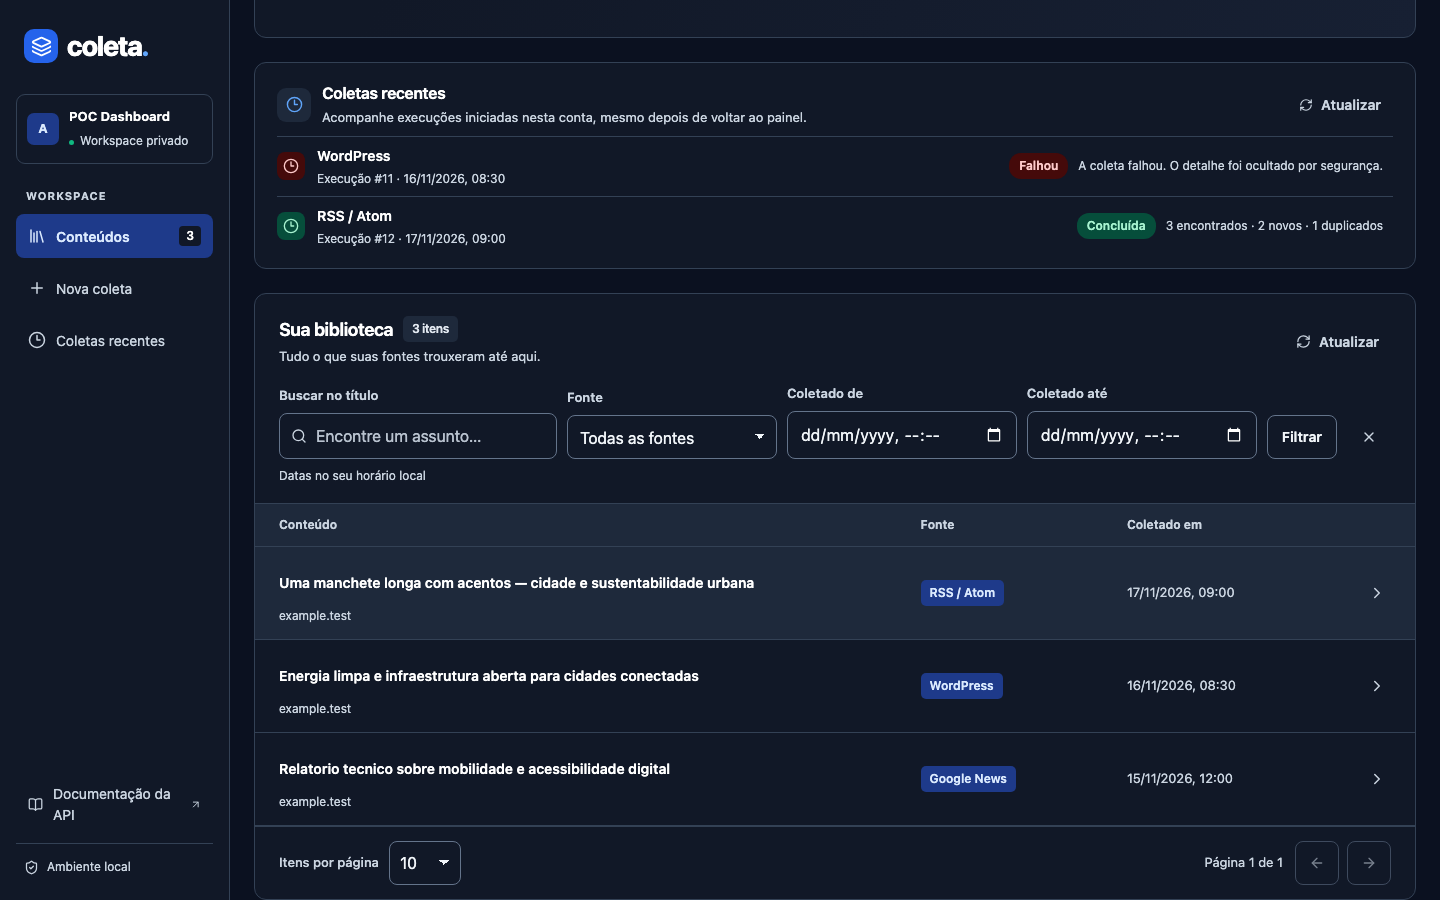 coleta.
A
POC Dashboard
Workspace privado
WORKSPACE
Conteúdos
3
Nova coleta
Coletas recentes
Documentação da
API
Ambiente local
Coletas recentes
Acompanhe execuções iniciadas nesta conta, mesmo depois de voltar ao painel.
Atualizar
WordPress
Execução #11 · 16/11/2026, 08:30
Falhou
A coleta falhou. O detalhe foi ocultado por segurança.
RSS / Atom
Execução #12 · 17/11/2026, 09:00
Concluída
3 encontrados · 2 novos · 1 duplicados
Sua biblioteca
3 itens
Tudo o que suas fontes trouxeram até aqui.
Atualizar
Buscar no título
Encontre um assunto...
Fonte
Todas as fontes
Coletado de
dd/mm/yyyy, --:--
Coletado até
dd/mm/yyyy, --:--
Filtrar
Datas no seu horário local
Conteúdo
Fonte
Coletado em
Uma manchete longa com acentos — cidade e sustentabilidade urbana
example.test
RSS / Atom
17/11/2026, 09:00
Energia limpa e infraestrutura aberta para cidades conectadas
example.test
WordPress
16/11/2026, 08:30
Relatorio tecnico sobre mobilidade e acessibilidade digital
example.test
Google News
15/11/2026, 12:00
Itens por página
10
Página 1 de 1